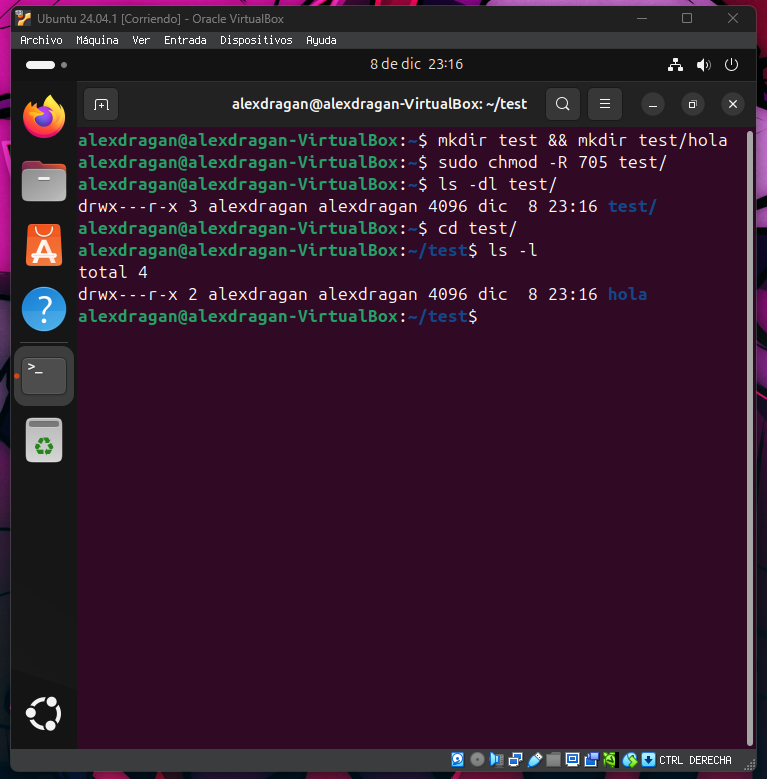 Ubuntu 24.04.1 [Corriendo] - Oracle VirtualBox
Archivo Máquina Ver Entrada Dispositivos Ayuda
8 de dic 23:16
alexdragan@alexdragan-VirtualBox: ~/test
alexdragan@alexdragan-VirtualBox:~$ mkdir test && mkdir test/hola
alexdragan@alexdragan-VirtualBox:~$ sudo chmod -R 705 test/
alexdragan@alexdragan-VirtualBox:~$ ls -dl test/
drwx---r-x 3 alexdragan alexdragan 4096 dic  8 23:16 test/
alexdragan@alexdragan-VirtualBox:~$ cd test/
alexdragan@alexdragan-VirtualBox:~/test$ ls -l
total 4
drwx---r-x 2 alexdragan alexdragan 4096 dic  8 23:16 hola
alexdragan@alexdragan-VirtualBox:~/test$
CTRL DERECHA